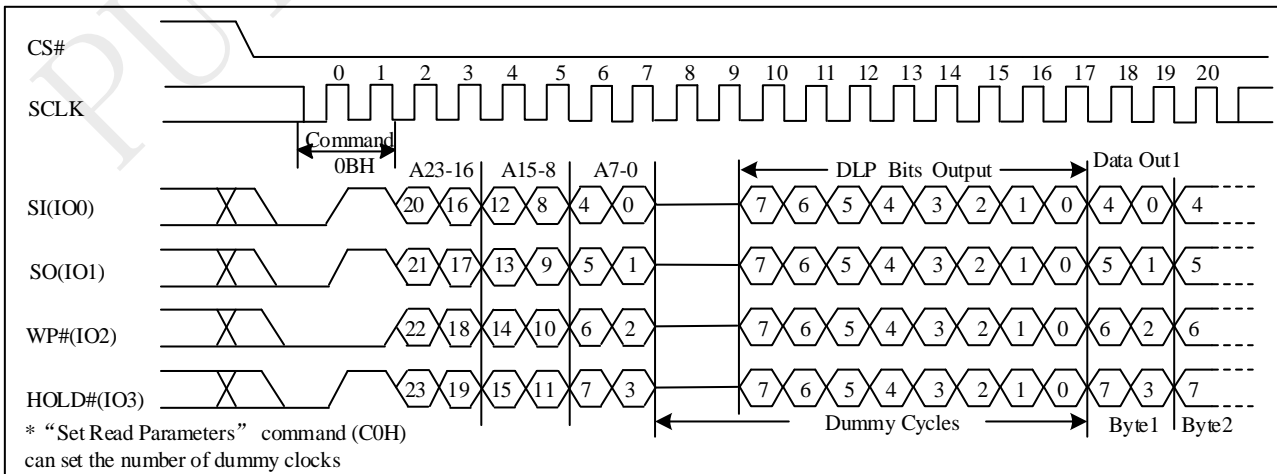 PUY
CS#
0 1 2 3 4 5 6 7 8 9 10 11 12 13 14 15 16 17 18 19 20
SCLK
Command
0BH
A23-16 A15-8 A7-0 DLP Bits Output Data Out1
SI(IO0) 20 16 12 8 4 0 7 6 5 4 3 2 1 0 4 0 4
SO(IO1) 21 17 13 9 5 1 7 6 5 4 3 2 1 0 5 1 5
WP#(IO2) 22 18 14 10 6 2 7 6 5 4 3 2 1 0 6 2 6
HOLD#(IO3) 23 19 15 11 7 3 7 6 5 4 3 2 1 0 7 3 7
Dummy Cycles Byte1 Byte2
* “Set Read Parameters” command (C0H)
can set the number of dummy clocks